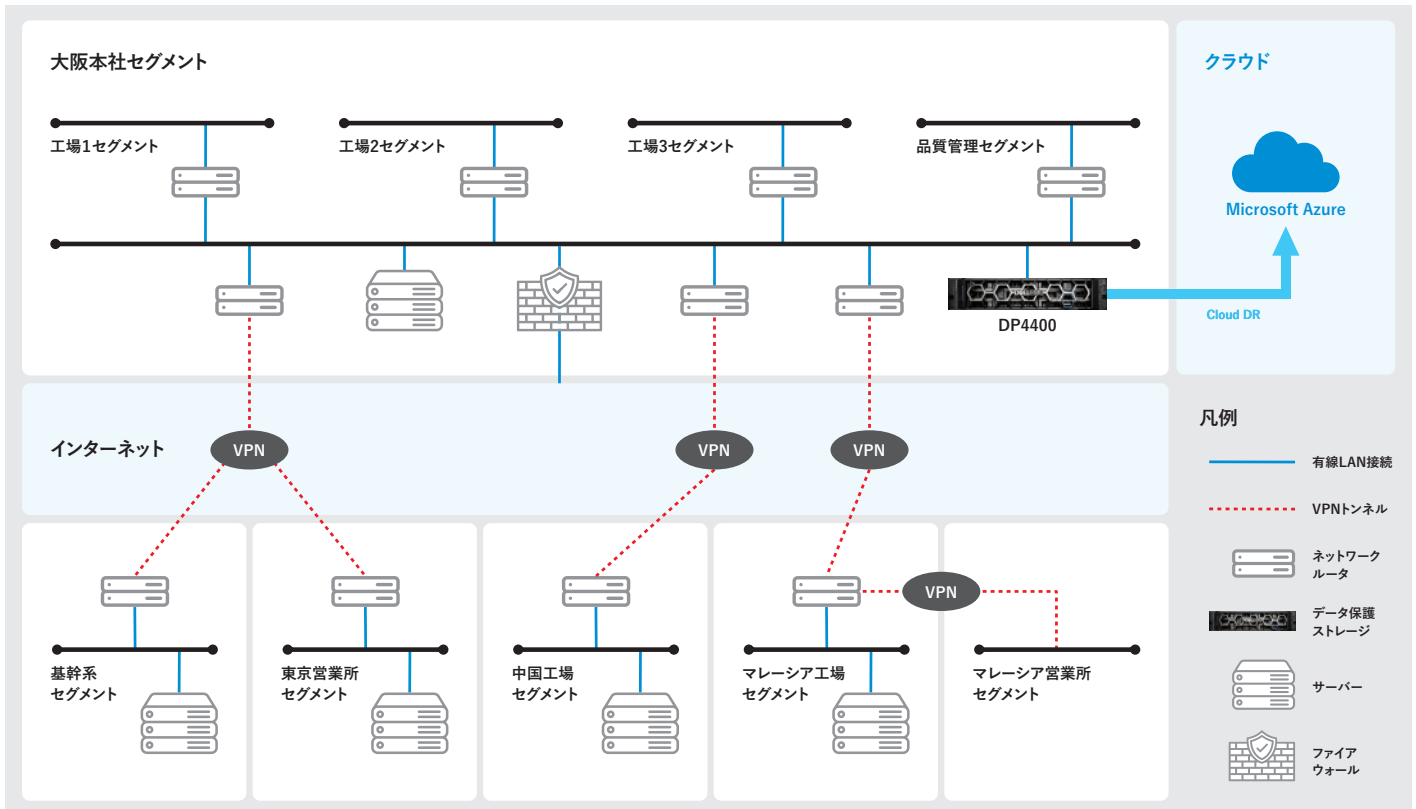 大阪本社セグメント
クラウド
工場1セグメント
工場2セグメント
工場3セグメント
品質管理セグメント
Microsoft Azure
DP4400
Cloud DR
インターネット
VPN
VPN
VPN
凡例
有線LAN接続
VPNトンネル
ネットワーク
ルータ
データ保護
ストレージ
サーバー
ファイア
ウォール
VPN
基幹系
セグメント
東京営業所
セグメント
中国工場
セグメント
マレーシア工場
セグメント
マレーシア営業所
セグメント